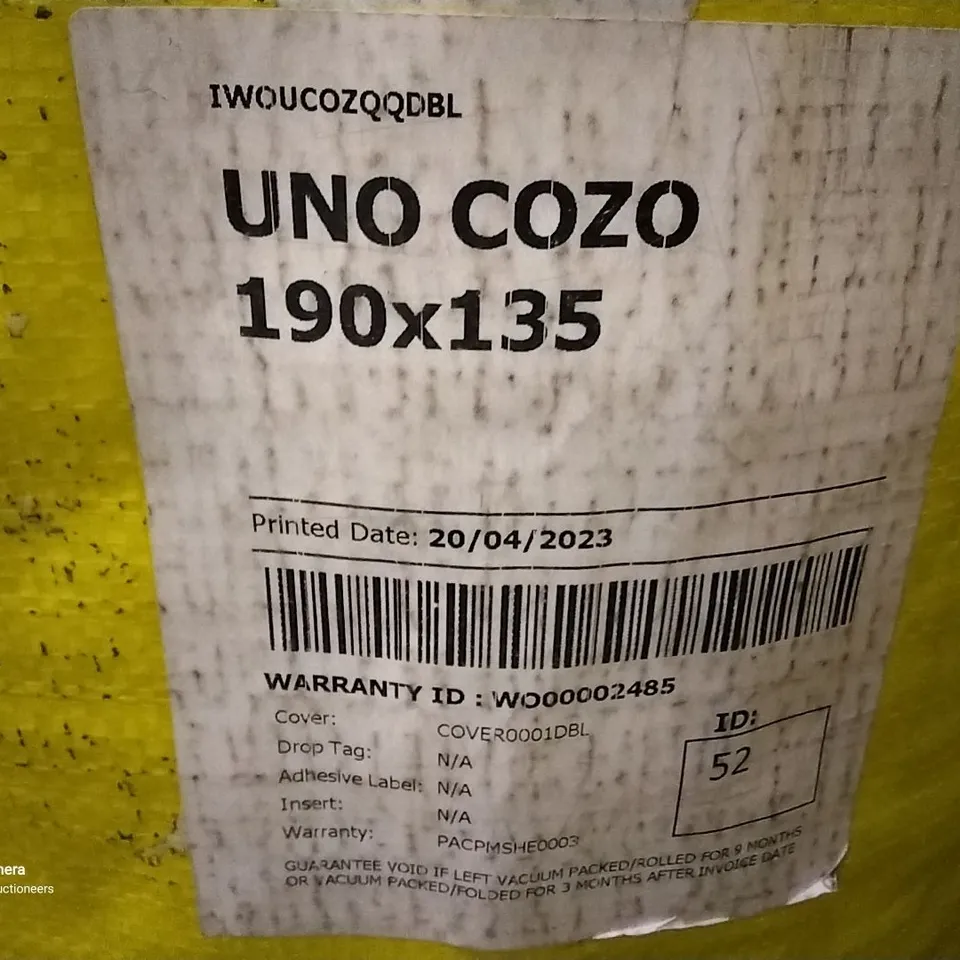 IWOUCOZQQDBL
UNO COZO
190x135
Printed Date: 20/04/2023
WARRANTY ID : WO00002485
Cover: COVER0001DBL
Drop Tag: N/A
Adhesive Label: N/A
Insert: N/A
Warranty: PACPMSHE0003
ID:
52
GUARANTEE VOID IF LEFT VACUUM PACKED/ROLLED FOR 9 MONTHS
OR VACUUM PACKED/FOLDED FOR 3 MONTHS AFTER INVOICE DATE